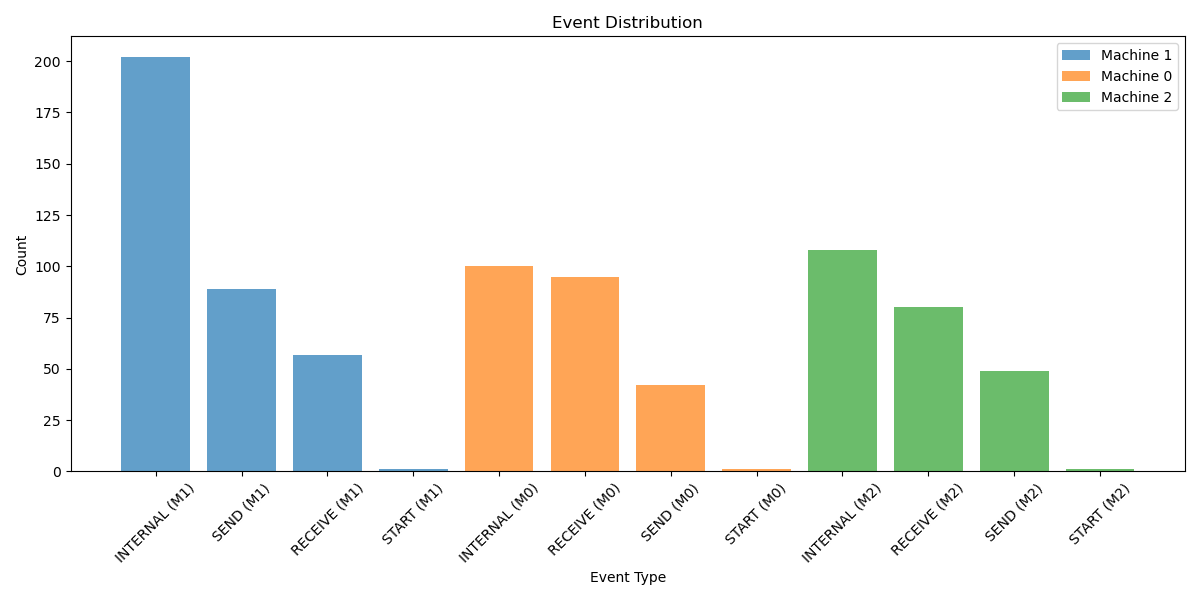 Event Distribution
Machine 1
Machine 0
Machine 2
Count
200
175
150
125
100
75
50
25
0
INTERNAL (M1)
SEND (M1)
RECEIVE (M1)
START (M1)
INTERNAL (M0)
RECEIVE (M0)
SEND (M0)
START (M0)
INTERNAL (M2)
RECEIVE (M2)
SEND (M2)
START (M2)
Event Type